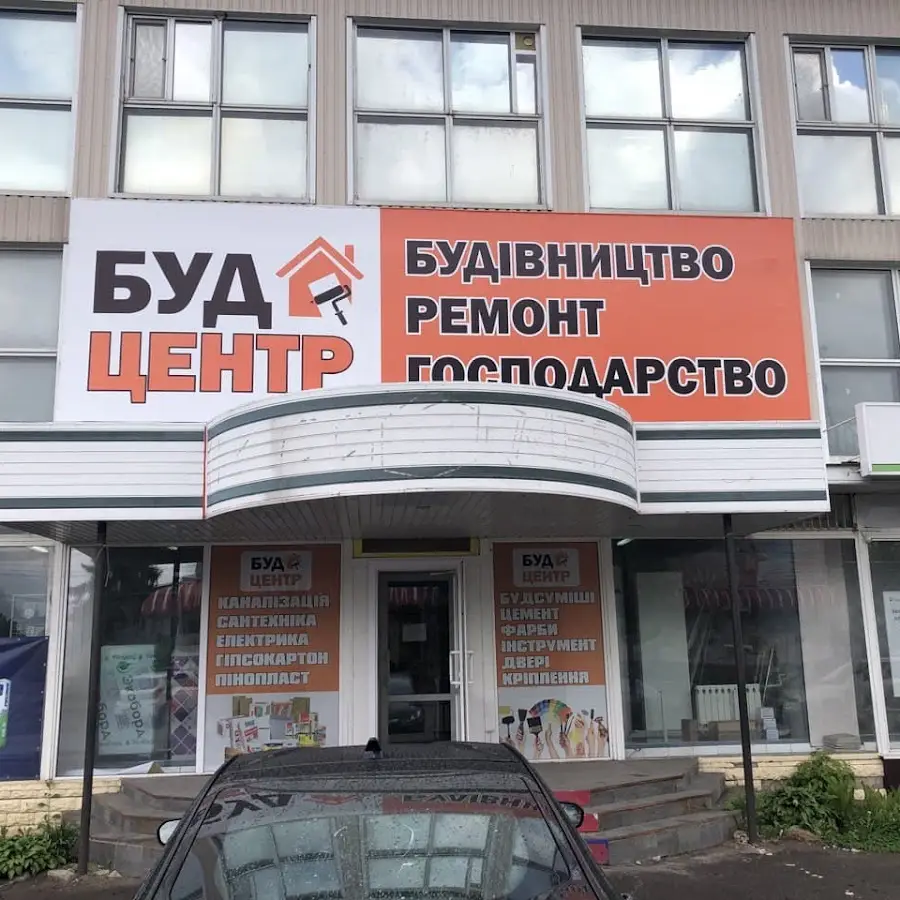 БУД
ЦЕНТР
БУДІВНИЦТВО
РЕМОНТ
ГОСПОДАРСТВО
БУД
ЦЕНТР
КАНАЛІЗАЦІЯ
САНТЕХНІКА
ЕЛЕКТРИКА
ГІПСОКАРТОН
ПІНОПЛАСТ
БУД
ЦЕНТР
БУДСУМІШІ
ЦЕМЕНТ
ФАРБИ
ІНСТРУМЕНТ
ДВЕРІ
КРІПЛЕННЯ